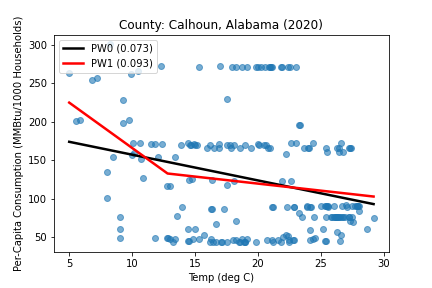 County: Calhoun, Alabama (2020)
PW0 (0.073)
PW1 (0.093)
Per-Capita Consumption (MMBtu/1000 Households)
300
250
200
150
100
50
5
10
15
20
25
30
Temp (deg C)